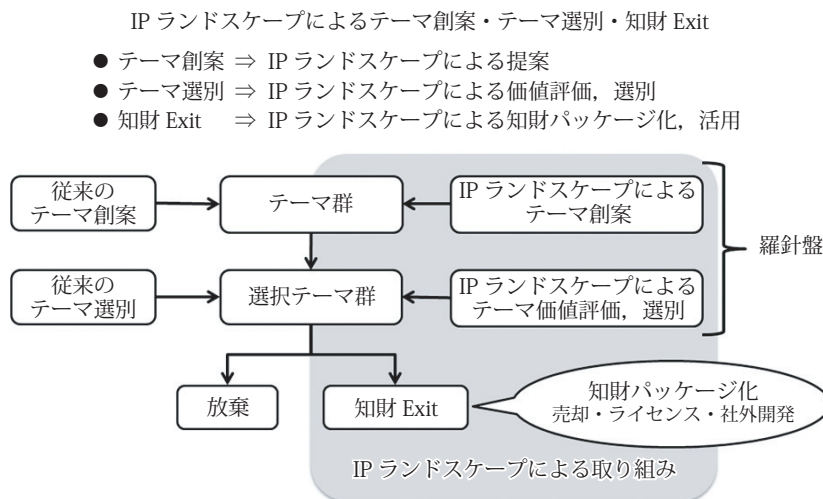 IP ランドスケープによるテーマ創案・テーマ選別・知財 Exit
● テーマ創案 ⇒ IP ランドスケープによる提案
● テーマ選別 ⇒ IP ランドスケープによる価値評価，選別
● 知財 Exit ⇒ IP ランドスケープによる知財パッケージ化，活用
従来の
テーマ創案
テーマ群
IP ランドスケープによる
テーマ創案
羅針盤
従来の
テーマ選別
選択テーマ群
IP ランドスケープによる
テーマ価値評価，選別
放棄
知財 Exit
知財パッケージ化
売却・ライセンス・社外開発
IP ランドスケープによる取り組み